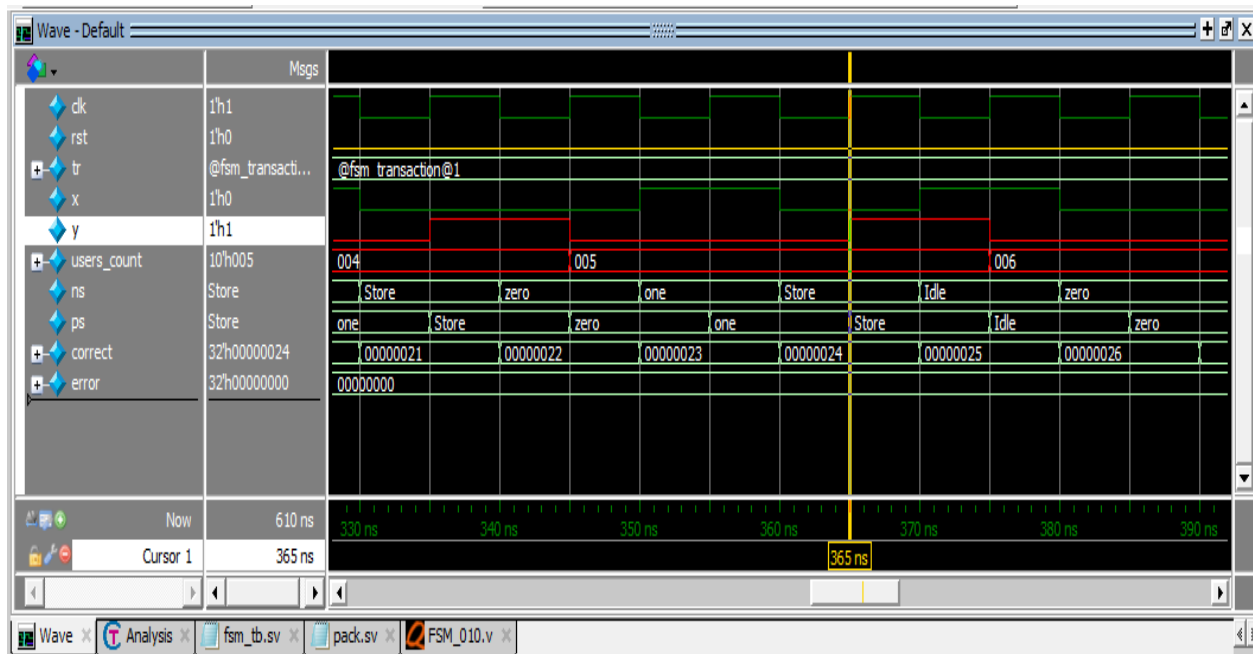 Wave - Default
Msgs
clk 1'h1
rst 1'h0
tr @fsm_transacti... @fsm_transaction@1
x 1'h0
y 1'h1
users_count 10'h005 004 005 006
ns Store Store zero one Store Idle zero
ps Store one Store zero one Store Idle zero
correct 32'h00000024 00000021 00000022 00000023 00000024 00000025 00000026
error 32'h00000000 00000000
Now 610 ns 330 ns 340 ns 350 ns 360 ns 370 ns 380 ns 390 ns
Cursor 1 365 ns 365 ns
Wave Analysis fsm_tb.sv pack.sv FSM_010.v